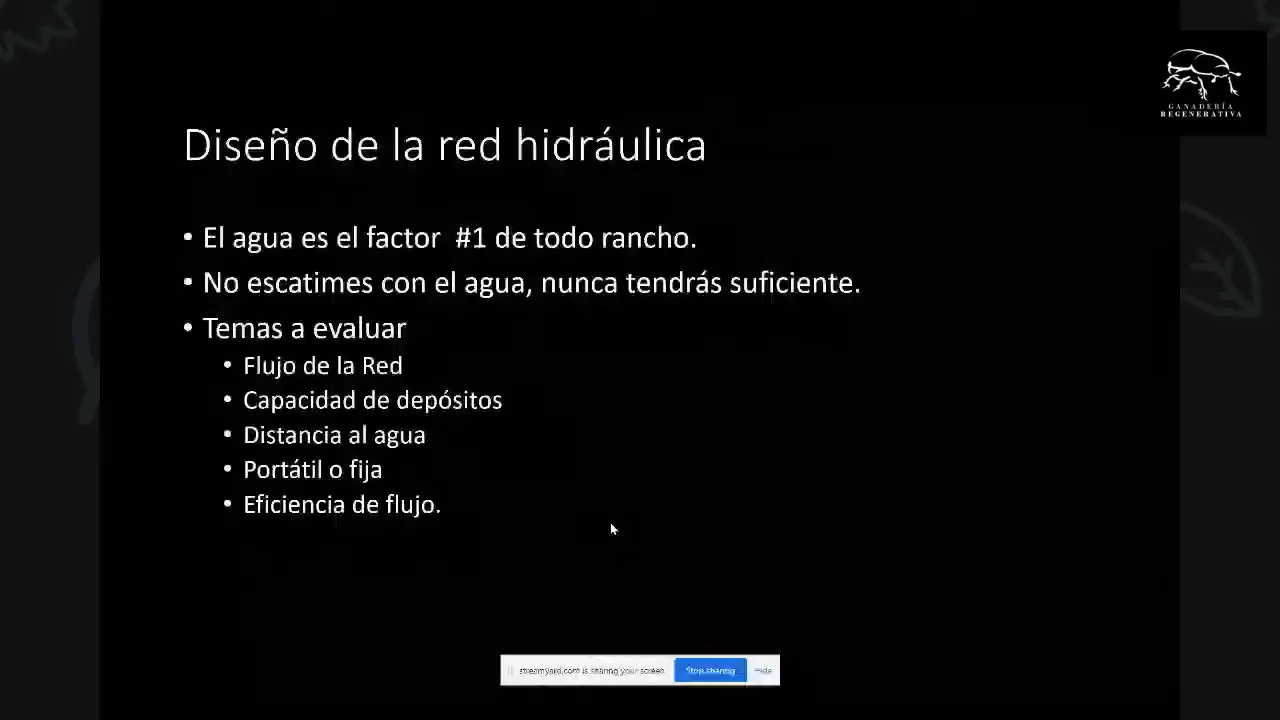 GANADERÍA
REGENERATIVA
Diseño de la red hidráulica
• El agua es el factor #1 de todo rancho.
• No escatimes con el agua, nunca tendrás suficiente.
• Temas a evaluar
• Flujo de la Red
• Capacidad de depósitos
• Distancia al agua
• Portátil o fija
• Eficiencia de flujo.
streamyard.com is sharing your screen. Stop sharing Hide